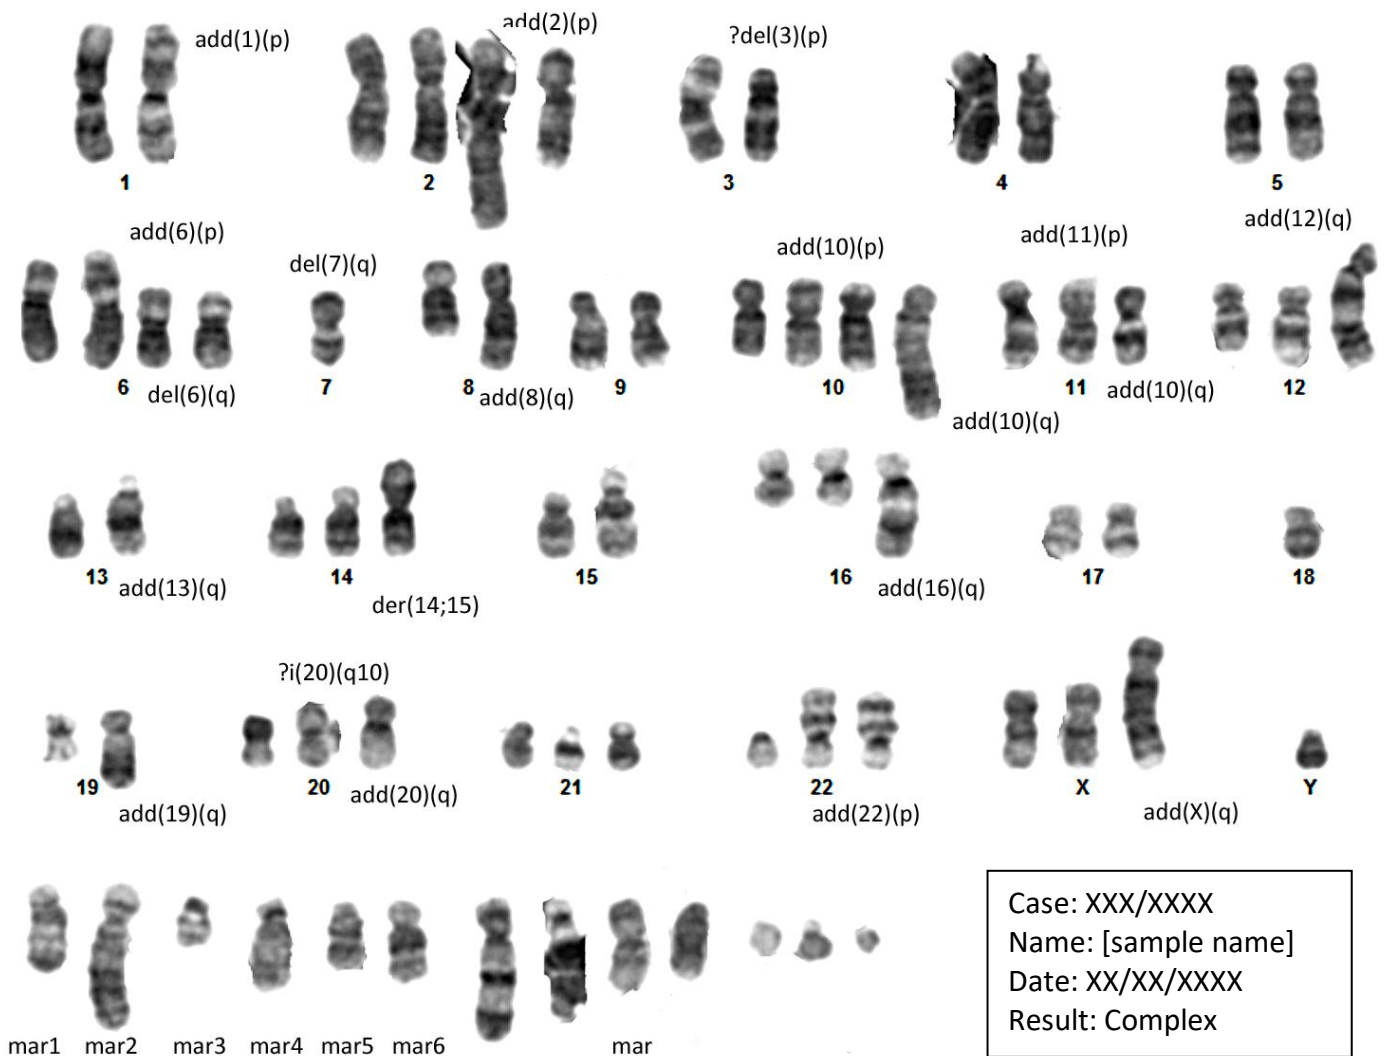 add(1)(p)
add(2)(p)
?del(3)(p)
1
2
3
4
5
add(6)(p)
del(7)(q)
add(10)(p)
add(11)(p)
add(12)(q)
6
del(6)(q)
7
8
add(8)(q)
9
10
add(10)(q)
11
add(10)(q)
12
13
add(13)(q)
14
der(14;15)
15
16
add(16)(q)
17
18
?i(20)(q10)
19
add(19)(q)
20
add(20)(q)
21
22
add(22)(p)
X
add(X)(q)
Y
mar1 mar2 mar3 mar4 mar5 mar6 mar
Case: XXX/XXXX
Name: [sample name]
Date: XX/XX/XXXX
Result: Complex